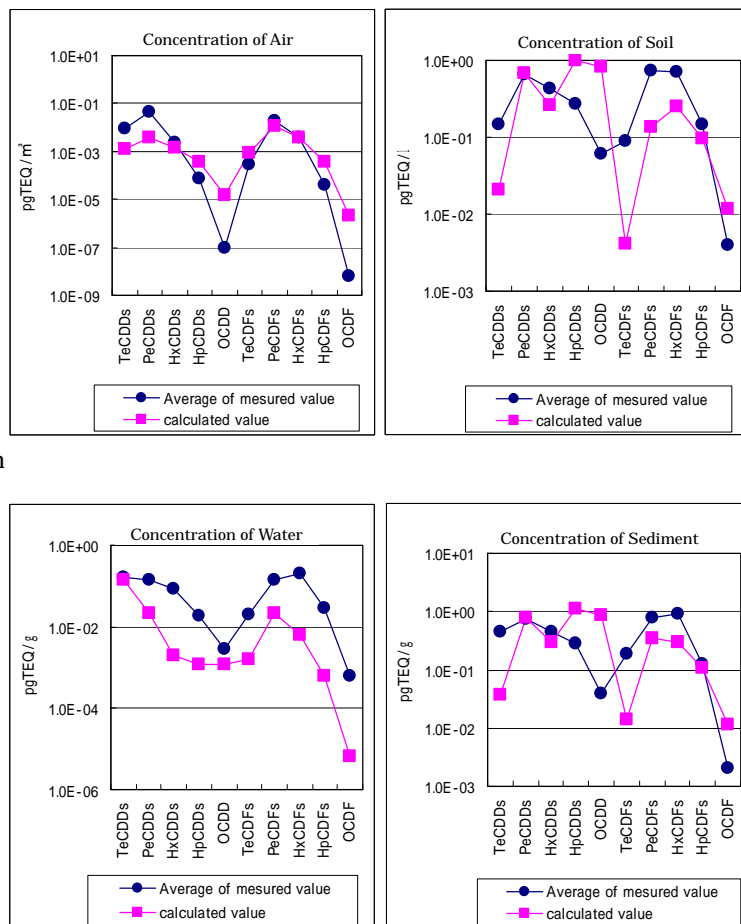 Concentration of Air
1.0E+01
1.0E-01
1.0E-03
1.0E-05
1.0E-07
1.0E-09
pgTEQ/㎥
TeCDDs
PeCDDs
HxCDDs
HpCDDs
OCDD
TeCDFs
PeCDFs
HxCDFs
HpCDFs
OCDF
Average of mesured value
calculated value
Concentration of Soil
1.0E+00
1.0E-01
1.0E-02
1.0E-03
pgTEQ/l
TeCDDs
PeCDDs
HxCDDs
HpCDDs
OCDD
TeCDFs
PeCDFs
HxCDFs
HpCDFs
OCDF
Average of mesured value
calculated value
Concentration of Water
1.0E+00
1.0E-02
1.0E-04
1.0E-06
pgTEQ/g
TeCDDs
PeCDDs
HxCDDs
HpCDDs
OCDD
TeCDFs
PeCDFs
HxCDFs
HpCDFs
OCDF
Average of mesured value
calculated value
Concentration of Sediment
1.0E+01
1.0E+00
1.0E-01
1.0E-02
1.0E-03
pgTEQ/g
TeCDDs
PeCDDs
HxCDDs
HpCDDs
OCDD
TeCDFs
PeCDFs
HxCDFs
HpCDFs
OCDF
Average of mesured value
calculated value